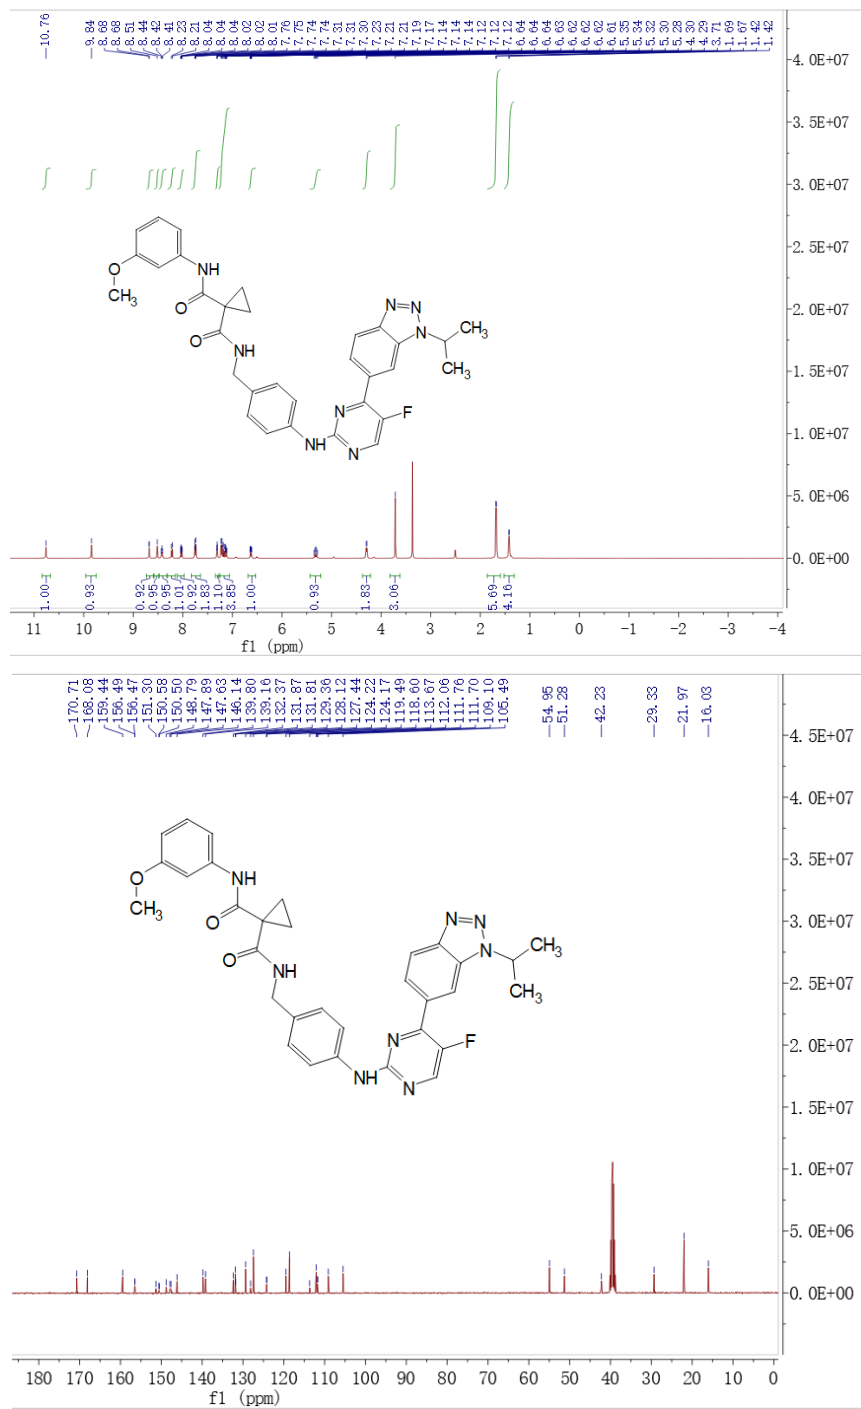 10.76 9.84 8.68 8.68 8.51 8.44 8.42 8.41 8.23 8.21 8.04 8.04 8.04 8.02 8.02 8.01 7.76 7.75 7.74 7.74 7.31 7.31 7.30 7.23 7.21 7.21 7.19 7.17 7.14 7.14 7.14 7.12 7.12 7.12 6.64 6.64 6.64 6.63 6.62 6.62 6.62 6.61 5.35 5.34 5.32 5.30 5.28 4.30 4.29 3.71 1.69 1.67 1.42 1.42
4.0E+07
3.5E+07
3.0E+07
2.5E+07
2.0E+07
1.5E+07
1.0E+07
5.0E+06
0.0E+00
O
CH3
NH
O
O
NH
N
N
N
CH3
CH3
N
F
NH
N
1.00 0.93 0.92 0.95 0.95 1.01 0.92 1.83 1.10 3.85 1.00 0.93 1.83 3.06 5.69 4.16
11 10 9 8 7 6 5 4 3 2 1 0 -1 -2 -3 -4
f1 (ppm)
170.71 168.08 159.44 156.49 156.47 151.30 150.58 150.50 148.79 147.89 147.63 146.14 139.80 139.16 132.37 131.87 131.81 129.36 128.12 127.44 124.22 124.17 119.49 118.60 113.67 112.06 111.76 111.70 109.10 105.49 54.95 51.28 42.23 29.33 21.97 16.03
4.5E+07
4.0E+07
3.5E+07
3.0E+07
2.5E+07
2.0E+07
1.5E+07
1.0E+07
5.0E+06
0.0E+00
O
CH3
NH
O
O
NH
N
N
N
CH3
CH3
N
F
NH
N
180 170 160 150 140 130 120 110 100 90 80 70 60 50 40 30 20 10 0
f1 (ppm)